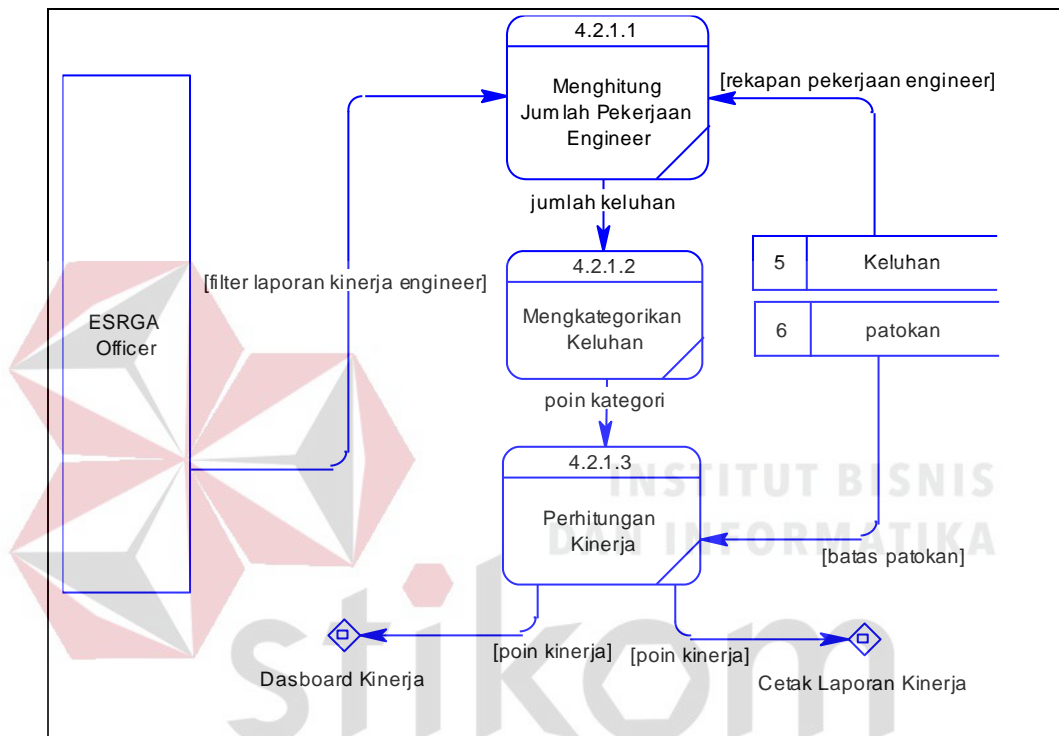 4.2.1.1
Menghitung
Jumlah Pekerjaan
Engineer
[rekapan pekerjaan engineer]
jumlah keluhan
[filter laporan kinerja engineer]
ESRGA
Officer
4.2.1.2
Mengkategorikan
Keluhan
5 Keluhan
6 patokan
poin kategori
4.2.1.3
Perhitungan
Kinerja
[batas patokan]
[poin kinerja]
[poin kinerja]
Dasboard Kinerja
Cetak Laporan Kinerja
INSTITUT BISNIS
DAN INFORMATIKA
stikom